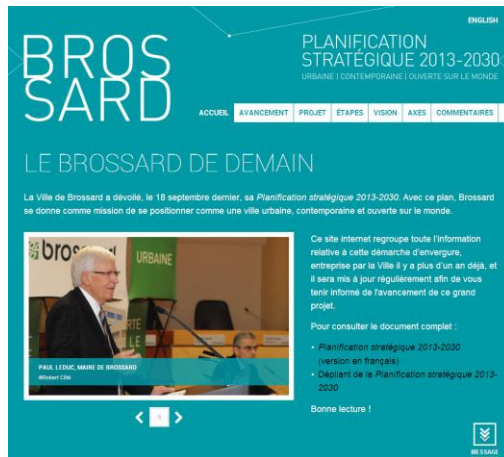 ENGLISH
BROS
SARD
PLANIFICATION
STRATÉGIQUE 2013-2030
URBAINE | CONTEMPORAINE | OUVERTE SUR LE MONDE
ACCUEIL AVANCEMENT PROJET ÉTAPES VISION AXES COMMENTAIRES
LE BROSSARD DE DEMAIN
La Ville de Brossard a dévoilé, le 18 septembre dernier, sa Planification stratégique 2013-2030. Avec ce plan, Brossard
se donne comme mission de se positionner comme une ville urbaine, contemporaine et ouverte sur le monde.
brossard
URBAINE
PAUL LEDUC, MAIRE DE BROSSARD
©Robert Côté
Ce site internet regroupe toute l'information
relative à cette démarche d'envergure,
entreprise par la Ville il y a plus d'un an déjà, et
il sera mis à jour régulièrement afin de vous
tenir informé de l'avancement de ce grand
projet.
Pour consulter le document complet :
• Planification stratégique 2013-2030
(version en français)
• Dépliant de la Planification stratégique 2013-
2030
Bonne lecture !
MESSAGE